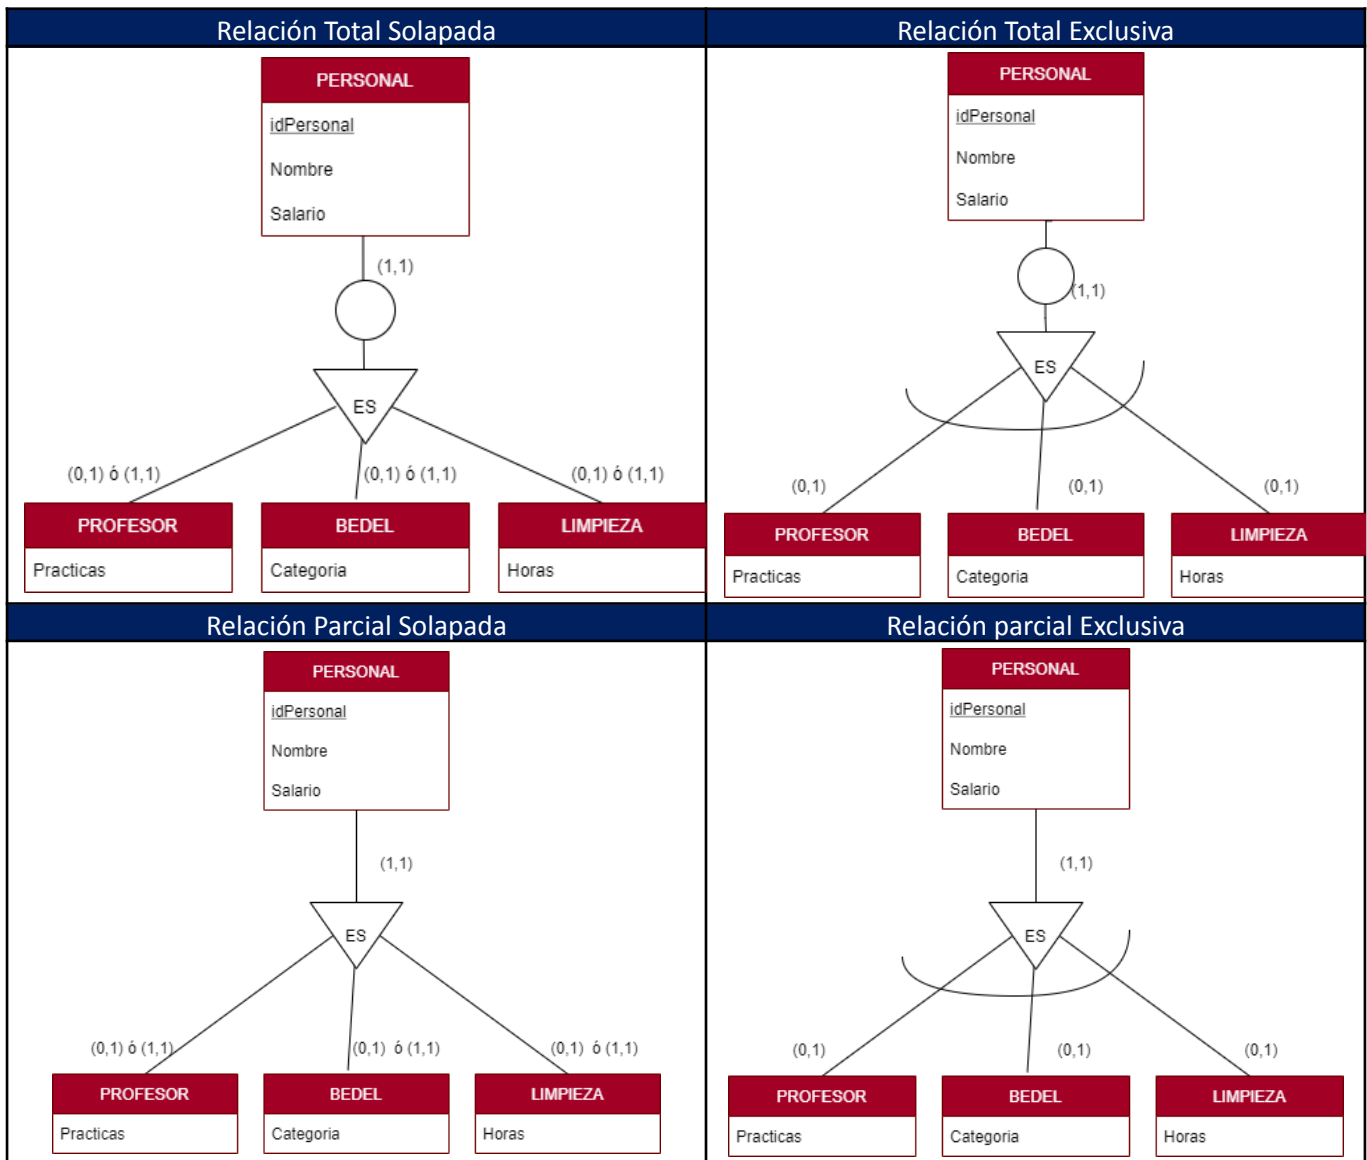 Relación Total Solapada
PERSONAL
idPersonal
Nombre
Salario
(1,1)
ES
(0,1) ó (1,1) (0,1) ó (1,1) (0,1) ó (1,1)
PROFESOR BEDEL LIMPIEZA
Practicas Categoria Horas
Relación Total Exclusiva
PERSONAL
idPersonal
Nombre
Salario
(1,1)
ES
(0,1) (0,1) (0,1)
PROFESOR BEDEL LIMPIEZA
Practicas Categoria Horas
Relación Parcial Solapada
PERSONAL
idPersonal
Nombre
Salario
(1,1)
ES
(0,1) ó (1,1) (0,1) ó (1,1) (0,1) ó (1,1)
PROFESOR BEDEL LIMPIEZA
Practicas Categoria Horas
Relación parcial Exclusiva
PERSONAL
idPersonal
Nombre
Salario
(1,1)
ES
(0,1) (0,1) (0,1)
PROFESOR BEDEL LIMPIEZA
Practicas Categoria Horas